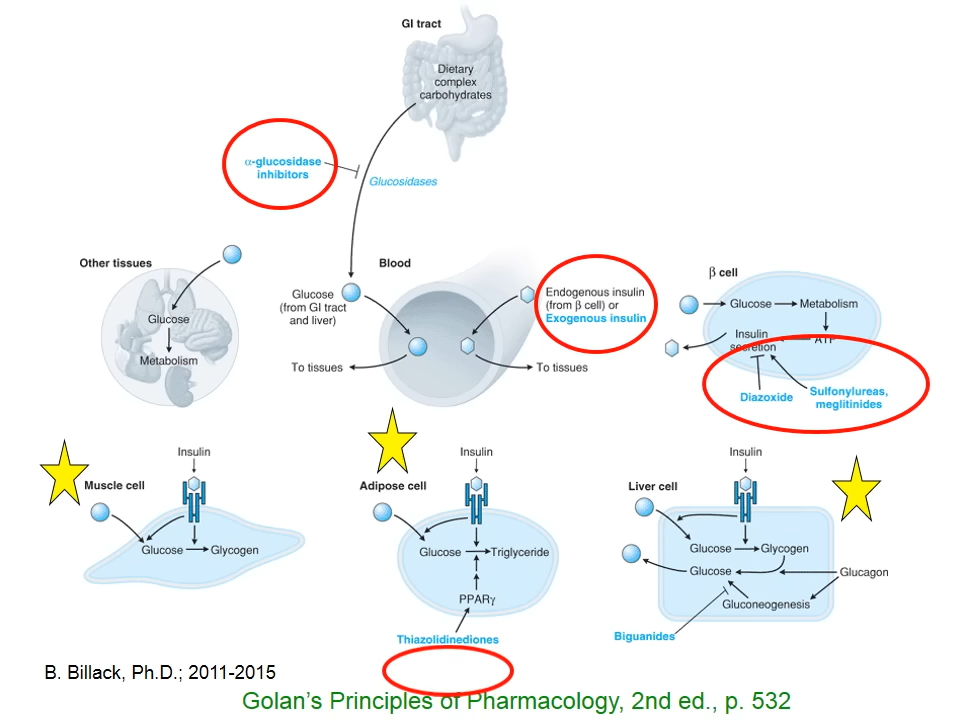 GI tract
Dietary
complex
carbohydrates
α-glucosidase
inhibitors
Glucosidases
Other tissues
Glucose
Metabolism
Blood
Glucose
(from GI tract
and liver)
To tissues
Endogenous insulin
(from β cell) or
Exogenous insulin
To tissues
β cell
Glucose
Metabolism
ATP
Insulin
secretion
Diazoxide
Sulfonylureas,
meglitinides
Muscle cell
Insulin
Glucose
Glycogen
Adipose cell
Insulin
Glucose
Triglyceride
PPARγ
Thiazolidinediones
Liver cell
Insulin
Glucose
Glycogen
Glucose
Glucagon
Gluconeogenesis
Biguanides
B. Billack, Ph.D.; 2011-2015
Golan's Principles of Pharmacology, 2nd ed., p. 532